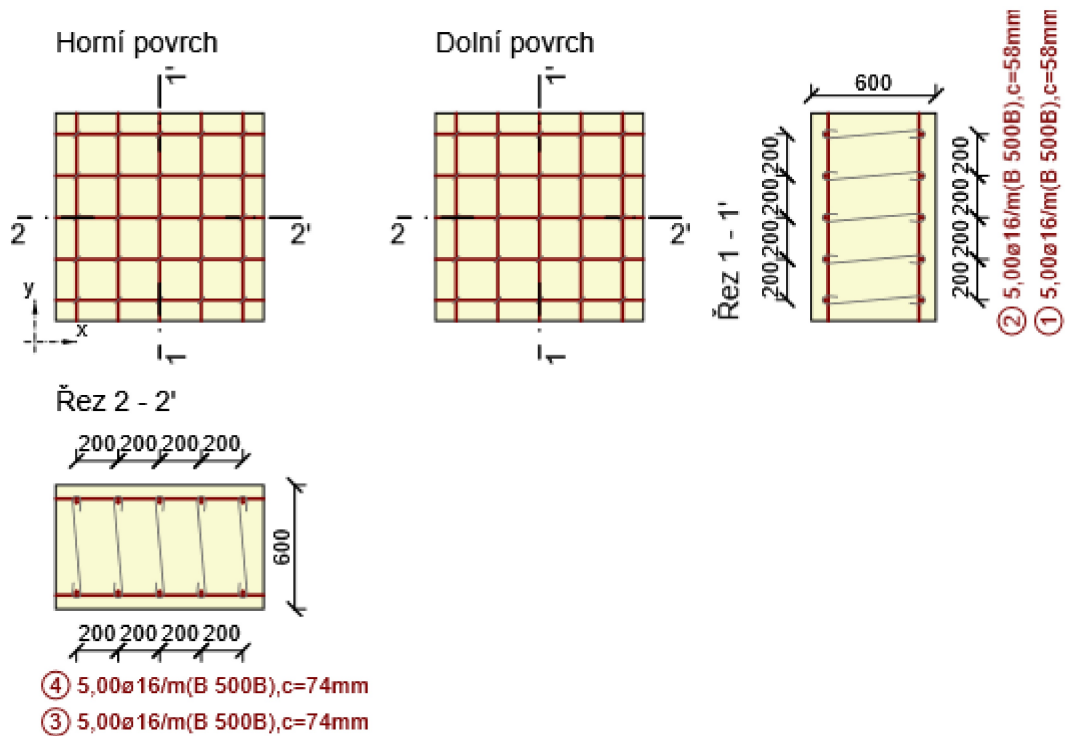 Horní povrch
1'
2
2'
y
x
1
Dolní povrch
1'
2
2'
1
600
200
200
200
200
200
200
200
200
Řez 1 - 1'
② 5,00ø16/m(B 500B),c=58mm
① 5,00ø16/m(B 500B),c=58mm
Řez 2 - 2'
200 200 200 200
600
200 200 200 200
④ 5,00ø16/m(B 500B),c=74mm
③ 5,00ø16/m(B 500B),c=74mm